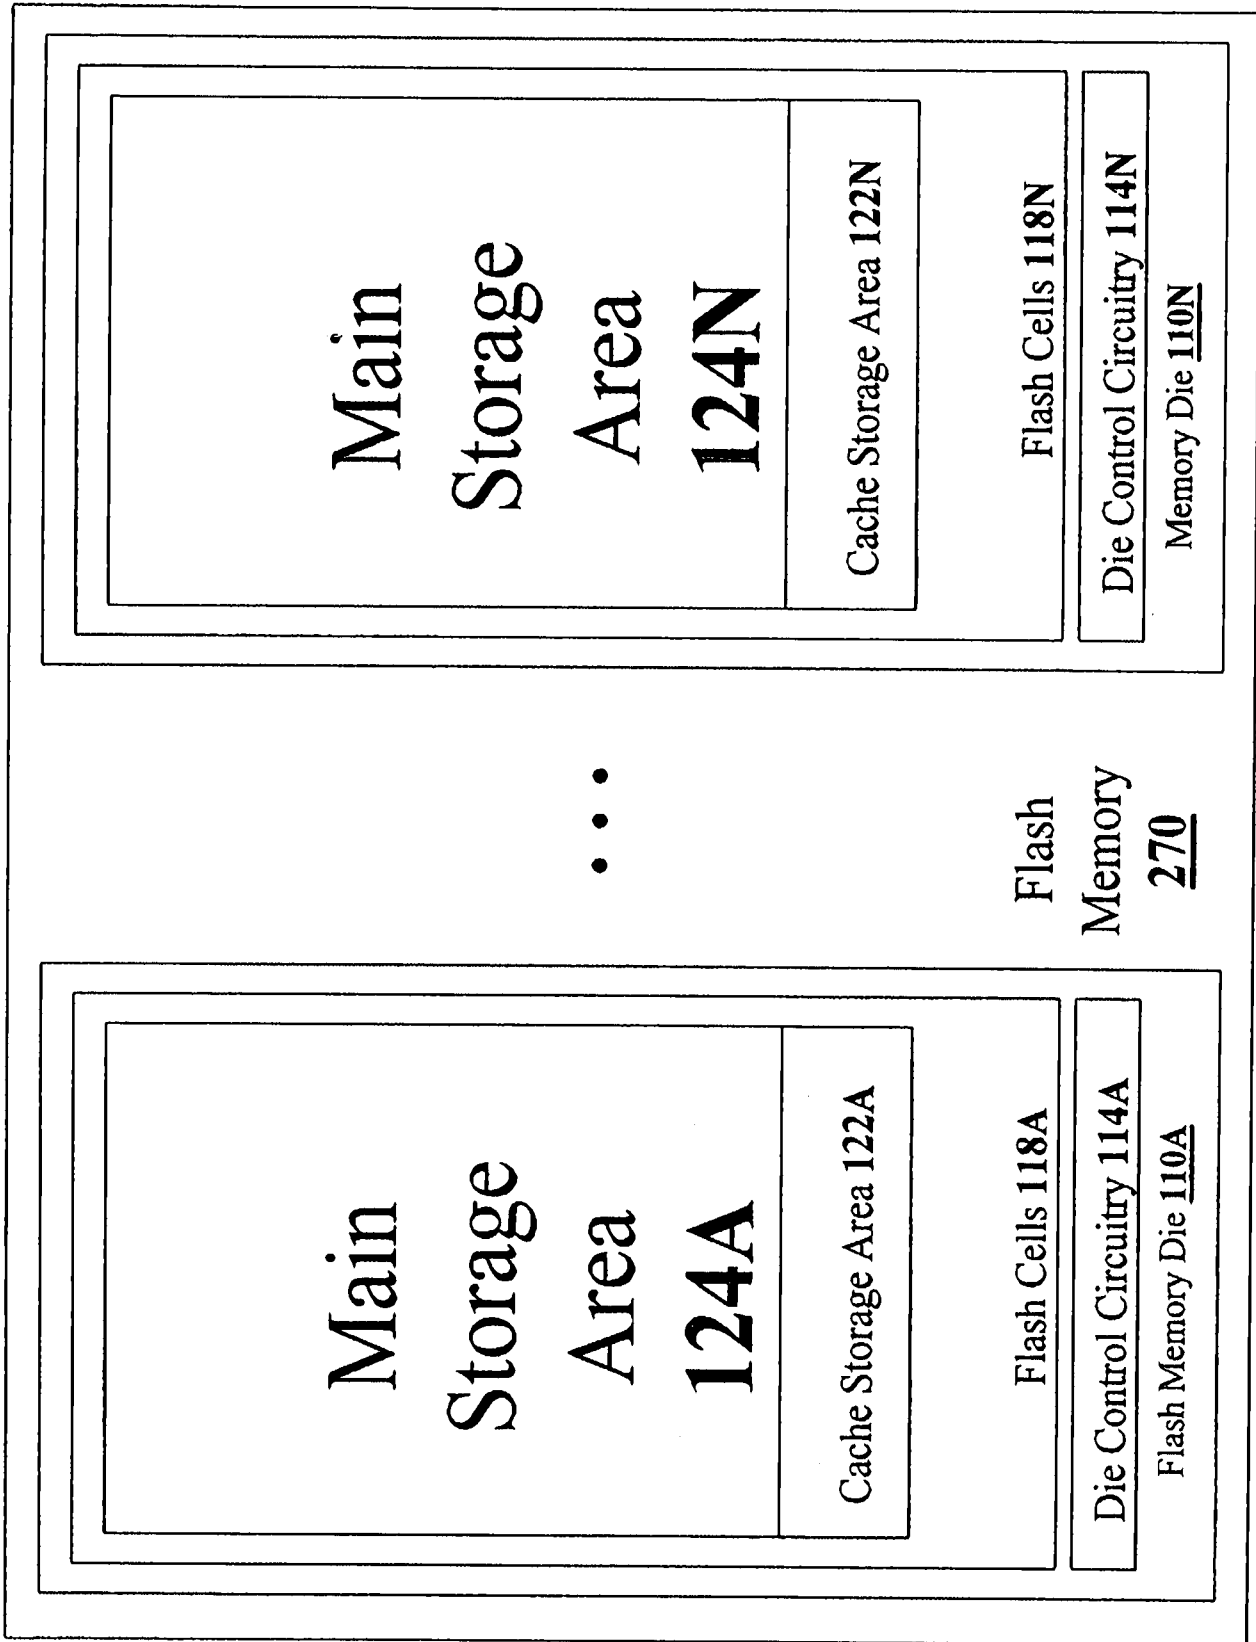 Main
Storage
Area
124A
Cache Storage Area 122A
Flash Cells 118A
Die Control Circuitry 114A
Flash Memory Die 110A
Flash
Memory
270
Main
Storage
Area
124N
Cache Storage Area 122N
Flash Cells 118N
Die Control Circuitry 114N
Memory Die 110N